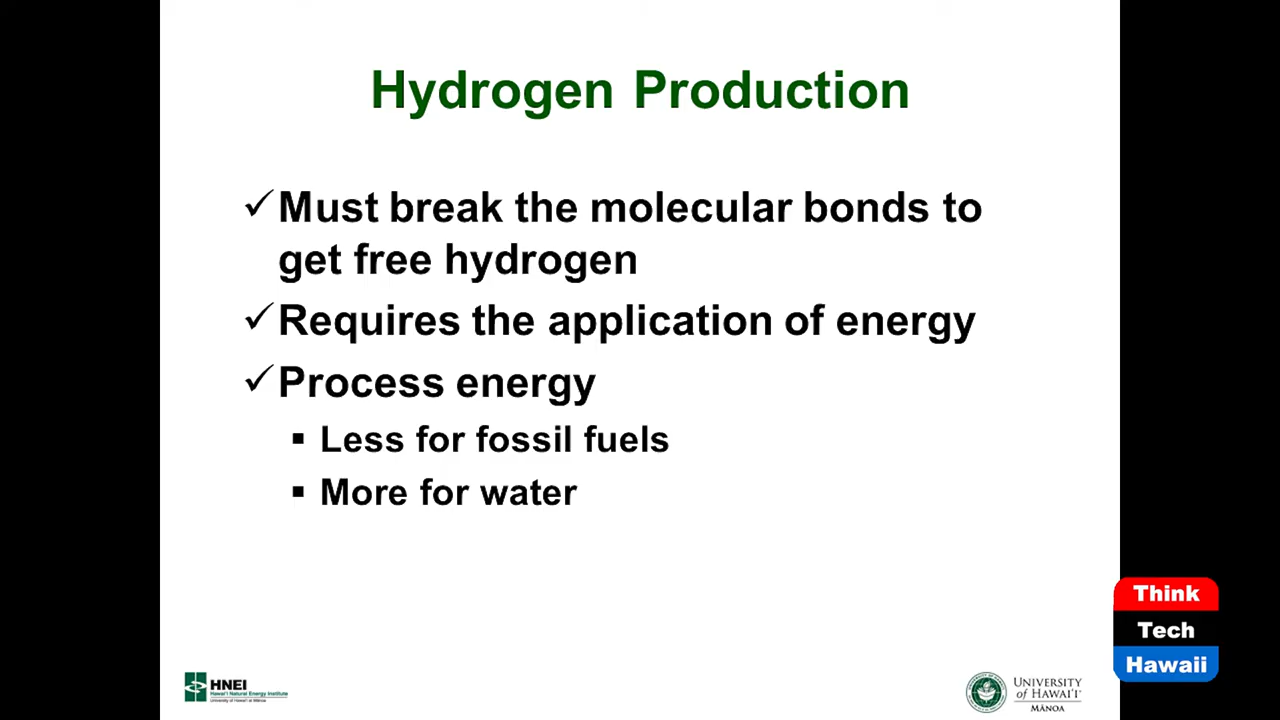 Hydrogen Production
✓Must break the molecular bonds to
get free hydrogen
✓Requires the application of energy
✓Process energy
▪ Less for fossil fuels
▪ More for water
Think
Tech
Hawaii
HNEI
Hawai'i Natural Energy Institute
University of Hawai'i at Mānoa
UNIVERSITY
of HAWAI'I
MĀNOA